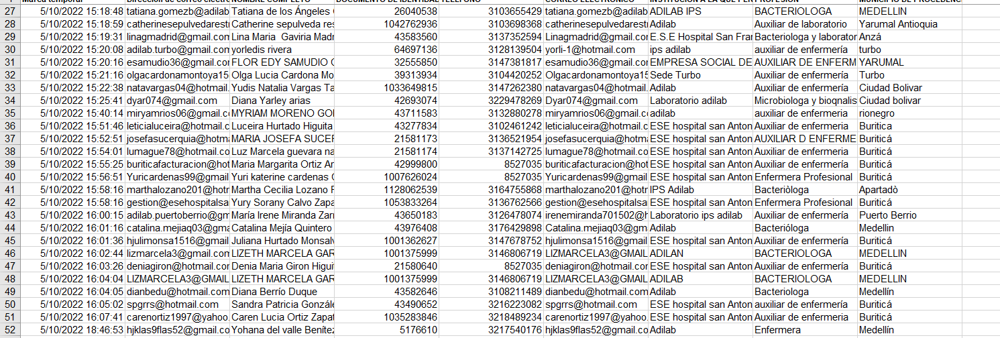 Marca temporal Dirección de correo electró NOMBRE COMPLETO DOCUMENTO DE IDENTIDAD TELEFONO CORREO ELECTRONICO INSTITUCION A LA QUE PER PROFESION MUNICIPIO DE PROCEDENC
27 5/10/2022 15:18:48 tatiana.gomezb@adilab Tatiana de los Ángeles 26040538 3103655429 tatiana.gomezb@adilab ADILAB IPS BACTERIOLOGA MEDELLIN
28 5/10/2022 15:18:59 catherinesepulvedarest Catherine sepulveda res 1042762936 3103698368 catherinesepulvedarest Adilab Auxiliar de laboratorio Yarumal Antioquia
29 5/10/2022 15:19:31 linagmadrid@gmail.com Lina Maria Gaviria Madr 43583560 3137352594 Linagmadrid@gmail.co E.S.E Hospital San Fran Bacteriologa y laborator Anzá
30 5/10/2022 15:20:08 adilab.turbo@gmail.com yorledis rivera 64697136 3128139504 yorli-1@hotmail.com ips adilab auxiliar de enfermería turbo
31 5/10/2022 15:20:16 esamudio36@gmail.com FLOR EDY SAMUDIO 32555850 3147381817 esamudio36@gmail.co EMPRESA SOCIAL DE AUXILIAR DE ENFERM YARUMAL
32 5/10/2022 15:21:16 olgacardonamontoya15 Olga Lucia Cardona Mo 39313934 3104420252 Olgacardonamontoya15 Sede Turbo Auxiliar de enfermería Turbo
33 5/10/2022 15:22:38 natavargas04@hotmail. Yudis Natalia Vargas Ta 1033649815 3147262380 natavargas04@hotmail. Adilab Auxiliar de enfermería Ciudad Bolivar
34 5/10/2022 15:25:41 dyar074@gmail.com Diana Yarley arias 42693074 3229478269 Dyar074@gmail.com Laboratorio adilab Microbiologa y bioqnalis Ciudad bolivar
35 5/10/2022 15:40:14 miryamrios06@gmail.co MYRIAM MORENO GO 43711583 3132880278 miryamrios06@gmail.co adilab auxiliar de enfermeria rionegro
36 5/10/2022 15:51:46 leticialuceira@hotmail.c Luceira Hurtado Higuita 43277834 3102461242 leticialuceira@hotmail.c ESE hospital san Anton Auxiliar de enfermeria Buritica
37 5/10/2022 15:52:51 josefasucerquia@hotm MARIA JOSEFA SUCE 21581173 3136521954 josefasucerquia@hotma ESE hospital san Anton AUXILIAR D ENFERME Buriticá
38 5/10/2022 15:54:01 lumague78@hotmail.co Luz Marcela guevara na 21581174 3137142725 lumague78@hotmail.co ESE hospital san Anton Auxiliar de enfermería Buriticá
39 5/10/2022 15:55:25 buriticafacturacion@hot Maria Margarita Ortiz Ar 42999800 8527035 buriticafacturacion@hot ESE hospital san Anton Auxiliar de Enfermería Buriticá
40 5/10/2022 15:56:51 Yuricardenas99@gmail Yuri katerine cardenas 1007626024 8527035 Yuricardenas99@gmail. ESE hospital san Anton Enfermera Profesional Buriticá
41 5/10/2022 15:58:16 marthalozano201@hotm Martha Cecilia Lozano 1128062539 3164755868 marthalozano201@hotm IPS Adilab Bacteriòloga Apartadò
42 5/10/2022 15:58:16 gestion@esehospitalsa Yury Sorany Calvo Zapa 1053833264 3136762566 gestion@esehospitalsa ESE hospital san Anton Enfermera Profesional Buriticá
43 5/10/2022 16:00:15 adilab.puertoberrio@gm María Irene Miranda Zarr 43650183 3126478074 irenemiranda701502@h Laboratorio ips adilab Auxiliar de enfermería Puerto Berrio
44 5/10/2022 16:01:16 catalina.mejiaq03@gma Catalina Mejía Quintero 43976408 3176429898 Catalina.mejiaq03@gm Adilab Bacterióloga Medellin
45 5/10/2022 16:01:36 hjulimonsa1516@gmail Juliana Hurtado Monsalv 1001362627 3147678752 hjulimonsa1516@gmail. ESE hospital san Anton Auxiliar de enfermería Buriticá
46 5/10/2022 16:02:44 lizmarcela3@gmail.com LIZETH MARCELA GAR 1001375999 3146806719 LIZMARCELA3@GMAIL ADILAN BACTERIOLOGA MEDELLIN
47 5/10/2022 16:03:26 deniagiron@hotmail.com Denia Maria Giron Higui 21580640 8527035 deniagiron@hotmail.cor ESE hospital san Anton Auxiliar de enfermería Buriticá
48 5/10/2022 16:04:04 LIZMARCELA3@GMAIL LIZETH MARCELA GAR 1001375999 3146806719 LIZMARCELA3@GMAIL ADILAB BACTERIOLOGA MEDELLIN
49 5/10/2022 16:04:05 dianbedu@hotmail.com Diana Berrío Duque 43582646 3108211489 dianbedu@hotmail.com Adilab Bacteriologa Medellín
50 5/10/2022 16:05:02 spgrrs@hotmail.com Sandra Patricia Gonzále 43490652 3216223082 spgrrs@hotmail.com ESE hospital san Anton auxiliar de enfermería Buriticá
51 5/10/2022 16:07:41 carenortiz1997@yahoo. Caren Lucia Ortiz Zapat 1035283846 3218489234 carenortiz1997@yahoo. ESE hospital san Anton auxiliar de enfermeria Buriticá
52 5/10/2022 18:46:53 hjklas9flas52@gmail.co Yohana del valle Benítez 5176610 3217540176 hjklas9flas52@gmail.co Adilab Enfermera Medellín